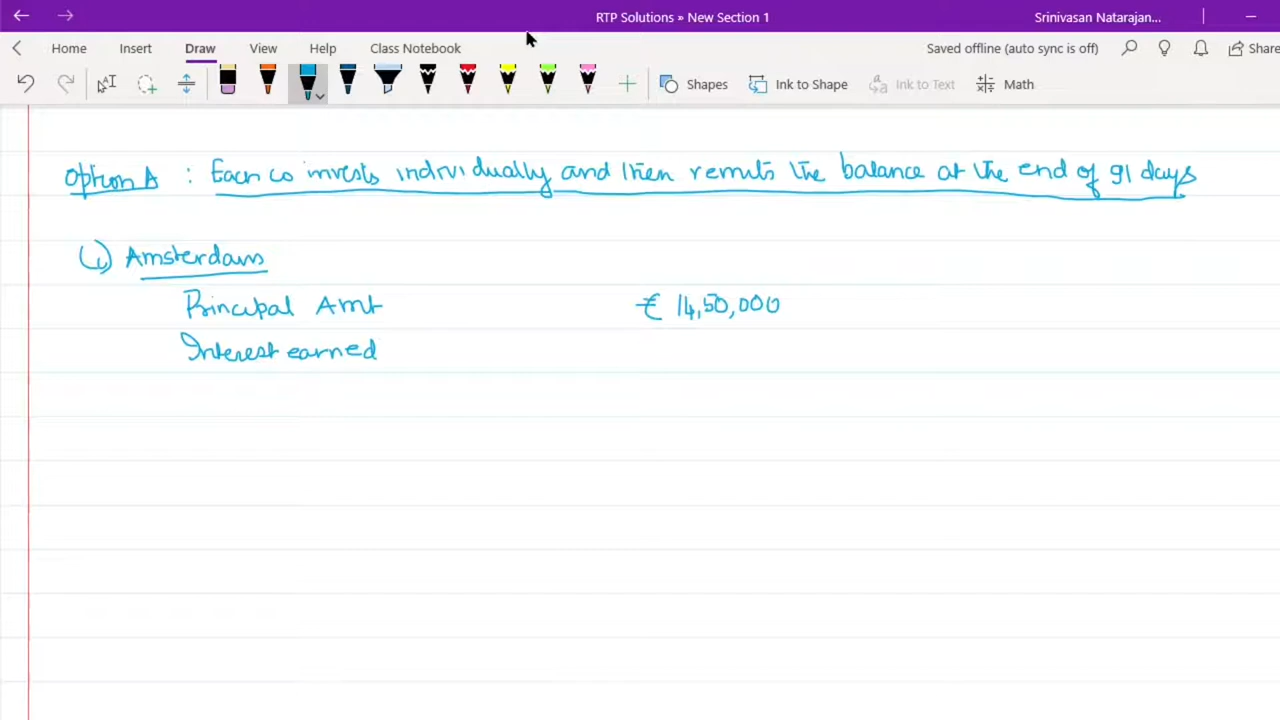 RTP Solutions » New Section 1
Srinivasan Natarajan...
Home Insert Draw View Help Class Notebook
Saved offline (auto sync is off)
Share
Shapes Ink to Shape Ink to Text Math
Option A : Each co invests individually and then remits the balance at the end of 91 days
(i) Amsterdam
Principal Amt € 14,50,000
Interest earned